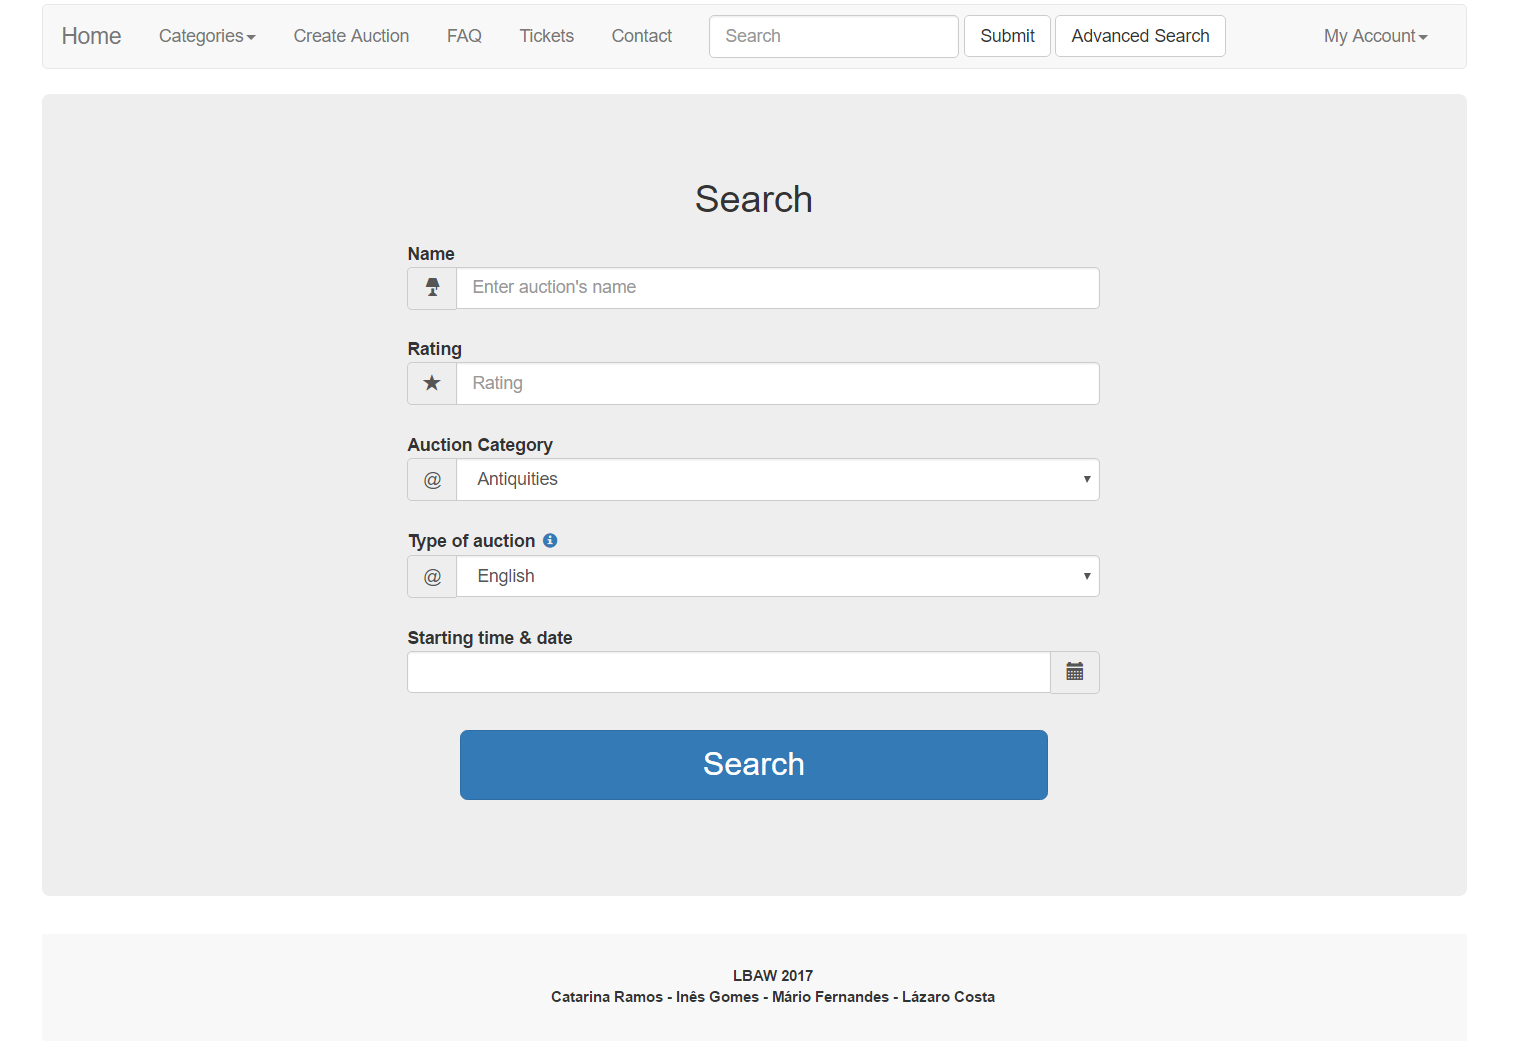 Home Categories Create Auction FAQ Tickets Contact Search Submit Advanced Search My Account
Search
Name
Enter auction's name
Rating
Rating
Auction Category
@ Antiquities
Type of auction
@ English
Starting time & date
Search
LBAW 2017
Catarina Ramos - Inês Gomes - Mário Fernandes - Lázaro Costa